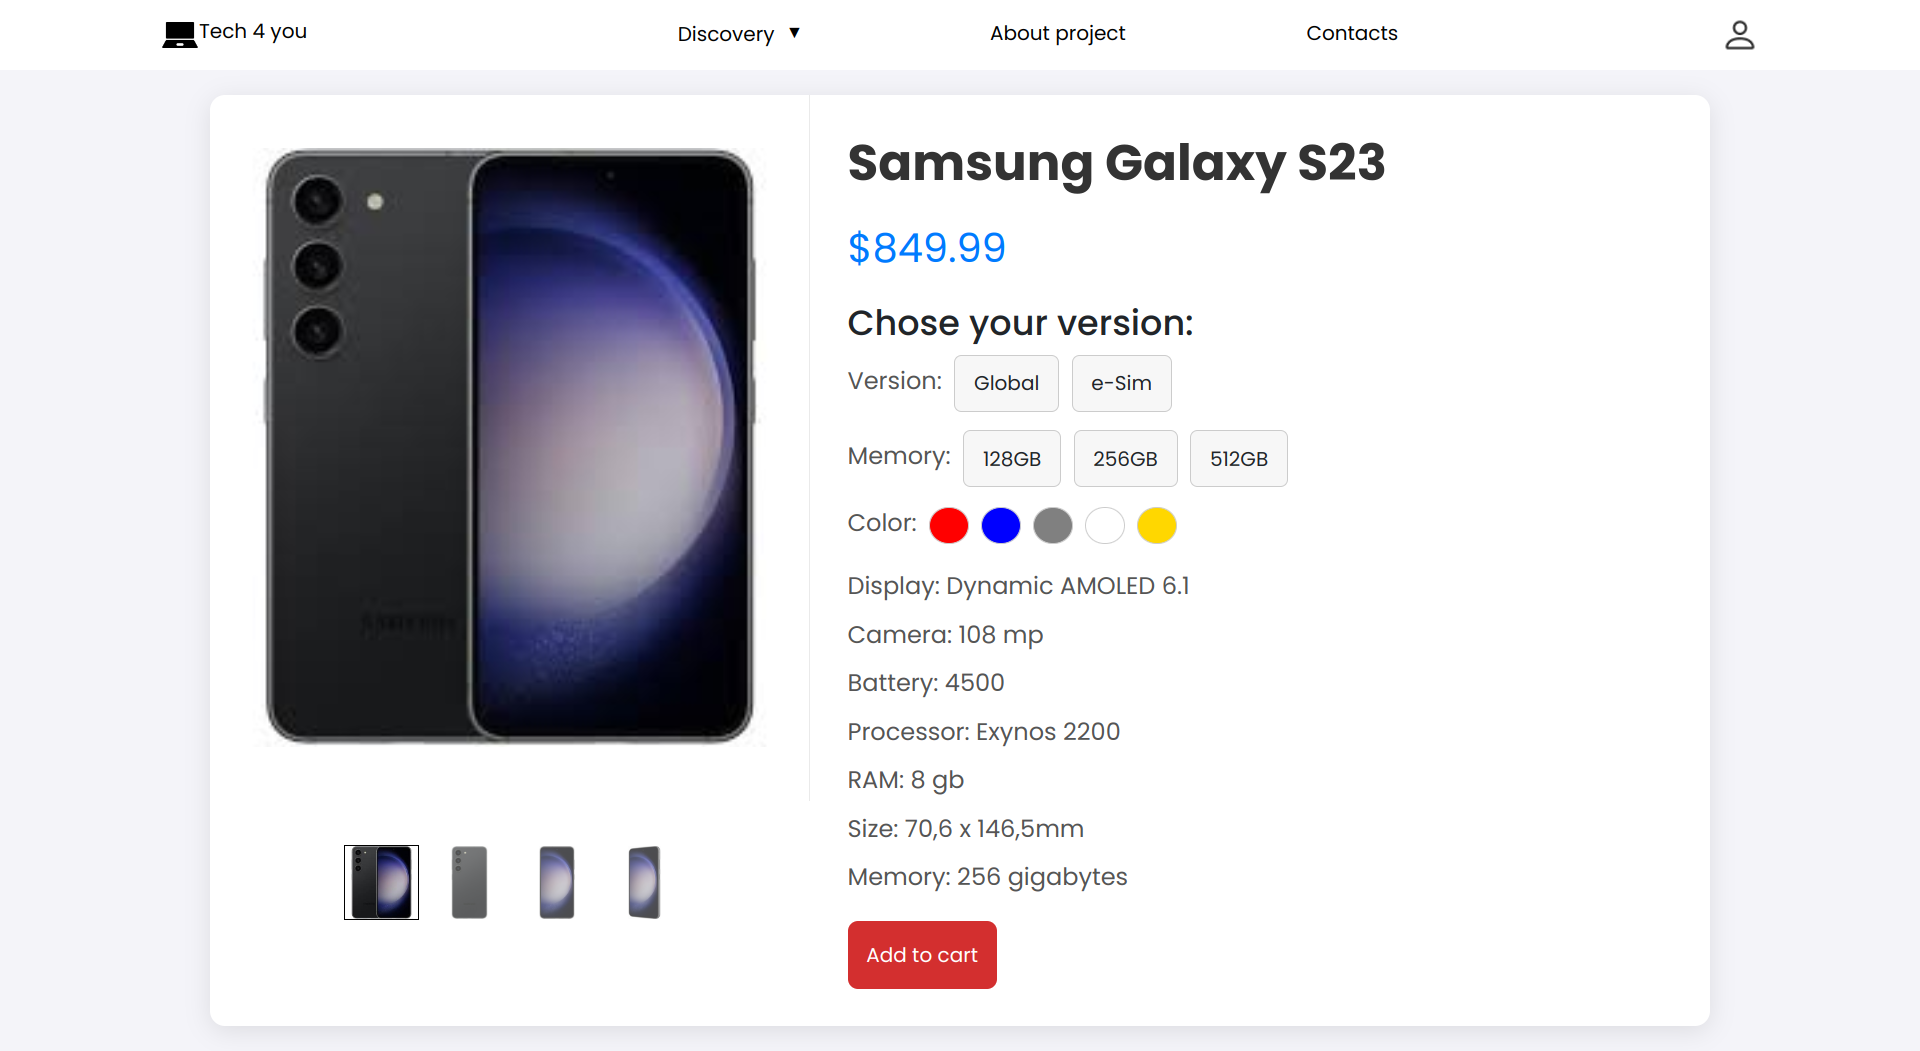 Tech 4 you
Discovery ▼
About project
Contacts
Samsung Galaxy S23
$849.99
Chose your version:
Version: Global e-Sim
Memory: 128GB 256GB 512GB
Color:
Display: Dynamic AMOLED 6.1
Camera: 108 mp
Battery: 4500
Processor: Exynos 2200
RAM: 8 gb
Size: 70,6 x 146,5mm
Memory: 256 gigabytes
Add to cart